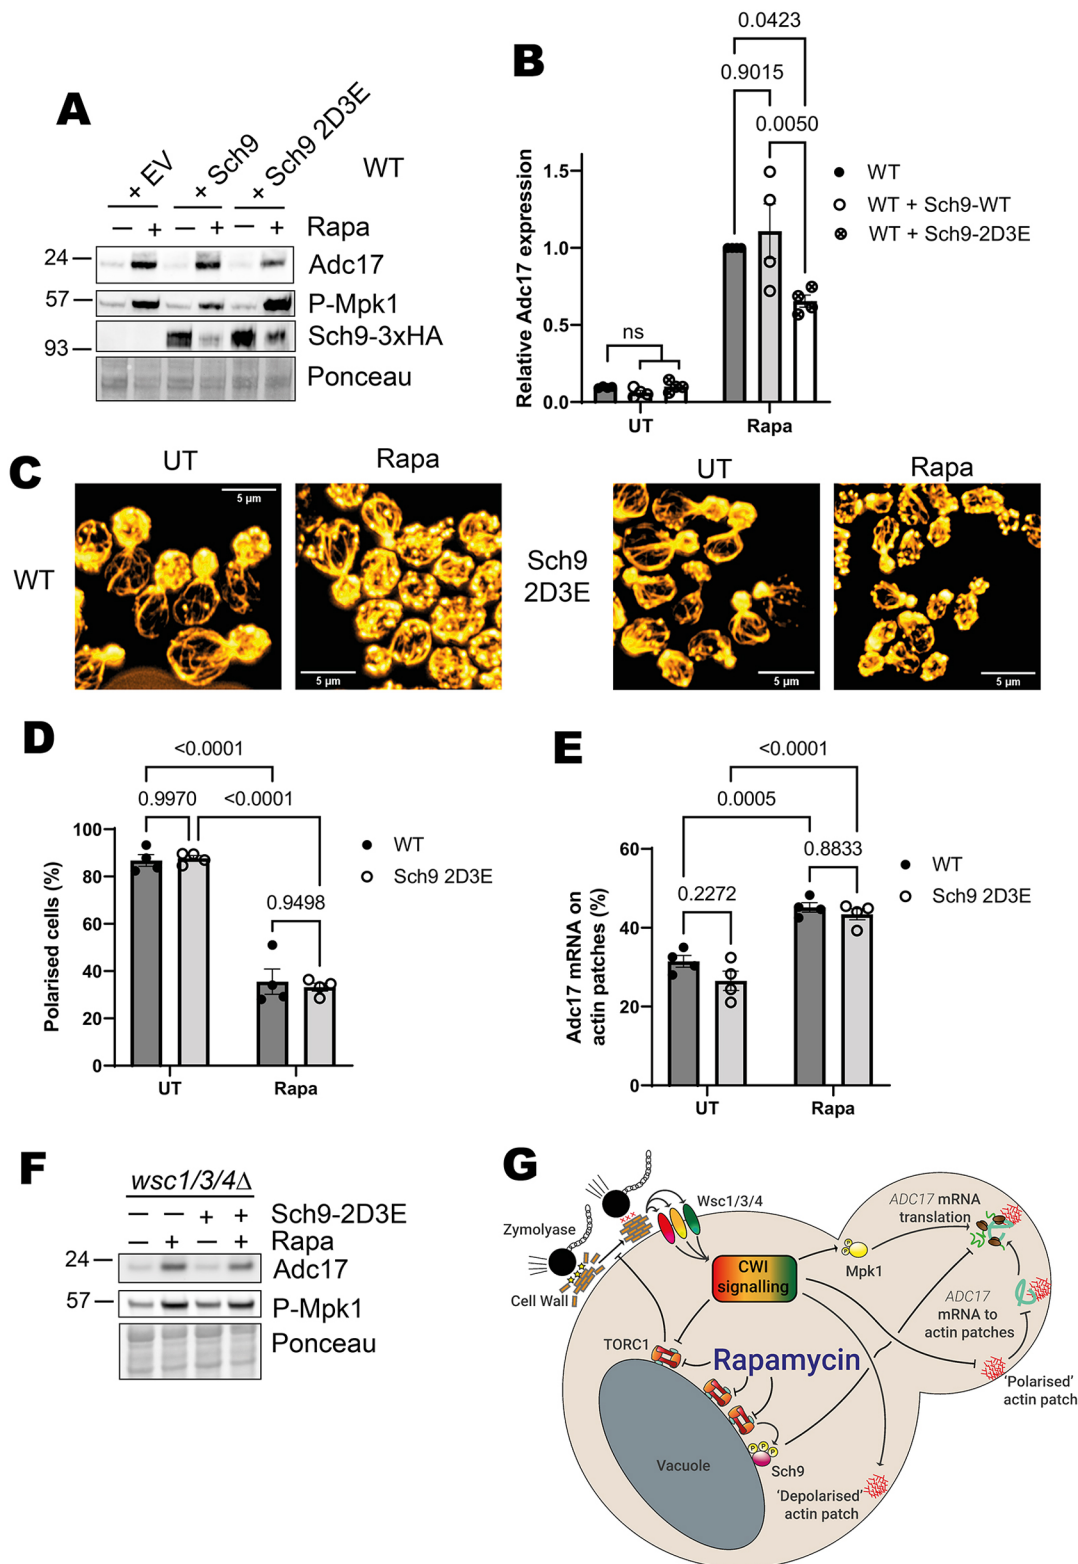 A
+ EV
+ Sch9
+ Sch9 2D3E
WT
— + — + — + Rapa
24 — Adc17
57 — P-Mpk1
93 — Sch9-3xHA
Ponceau
B
0.0423
0.9015
0.0050
ns
Relative Adc17 expression
1.5
1.0
0.5
0.0
UT Rapa
WT
WT + Sch9-WT
WT + Sch9-2D3E
C
UT Rapa UT Rapa
WT
Sch9
2D3E
5 µm
5 µm
5 µm
5 µm
D
<0.0001
0.9970 <0.0001
0.9498
Polarised cells (%)
100
80
60
40
20
0
UT Rapa
WT
Sch9 2D3E
E
<0.0001
0.0005
0.8833
0.2272
Adc17 mRNA on
actin patches (%)
60
40
20
0
UT Rapa
WT
Sch9 2D3E
F
wsc1/3/4Δ
— — + + Sch9-2D3E
— + — + Rapa
24 — Adc17
57 — P-Mpk1
Ponceau
G
Wsc1/3/4
Zymolyase
Cell Wall
CWI
signalling
P
P
Mpk1
ADC17 mRNA
translation
ADC17
mRNA to
actin patches
'Polarised'
actin patch
TORC1
Rapamycin
P P P
Sch9
Vacuole
'Depolarised'
actin patch